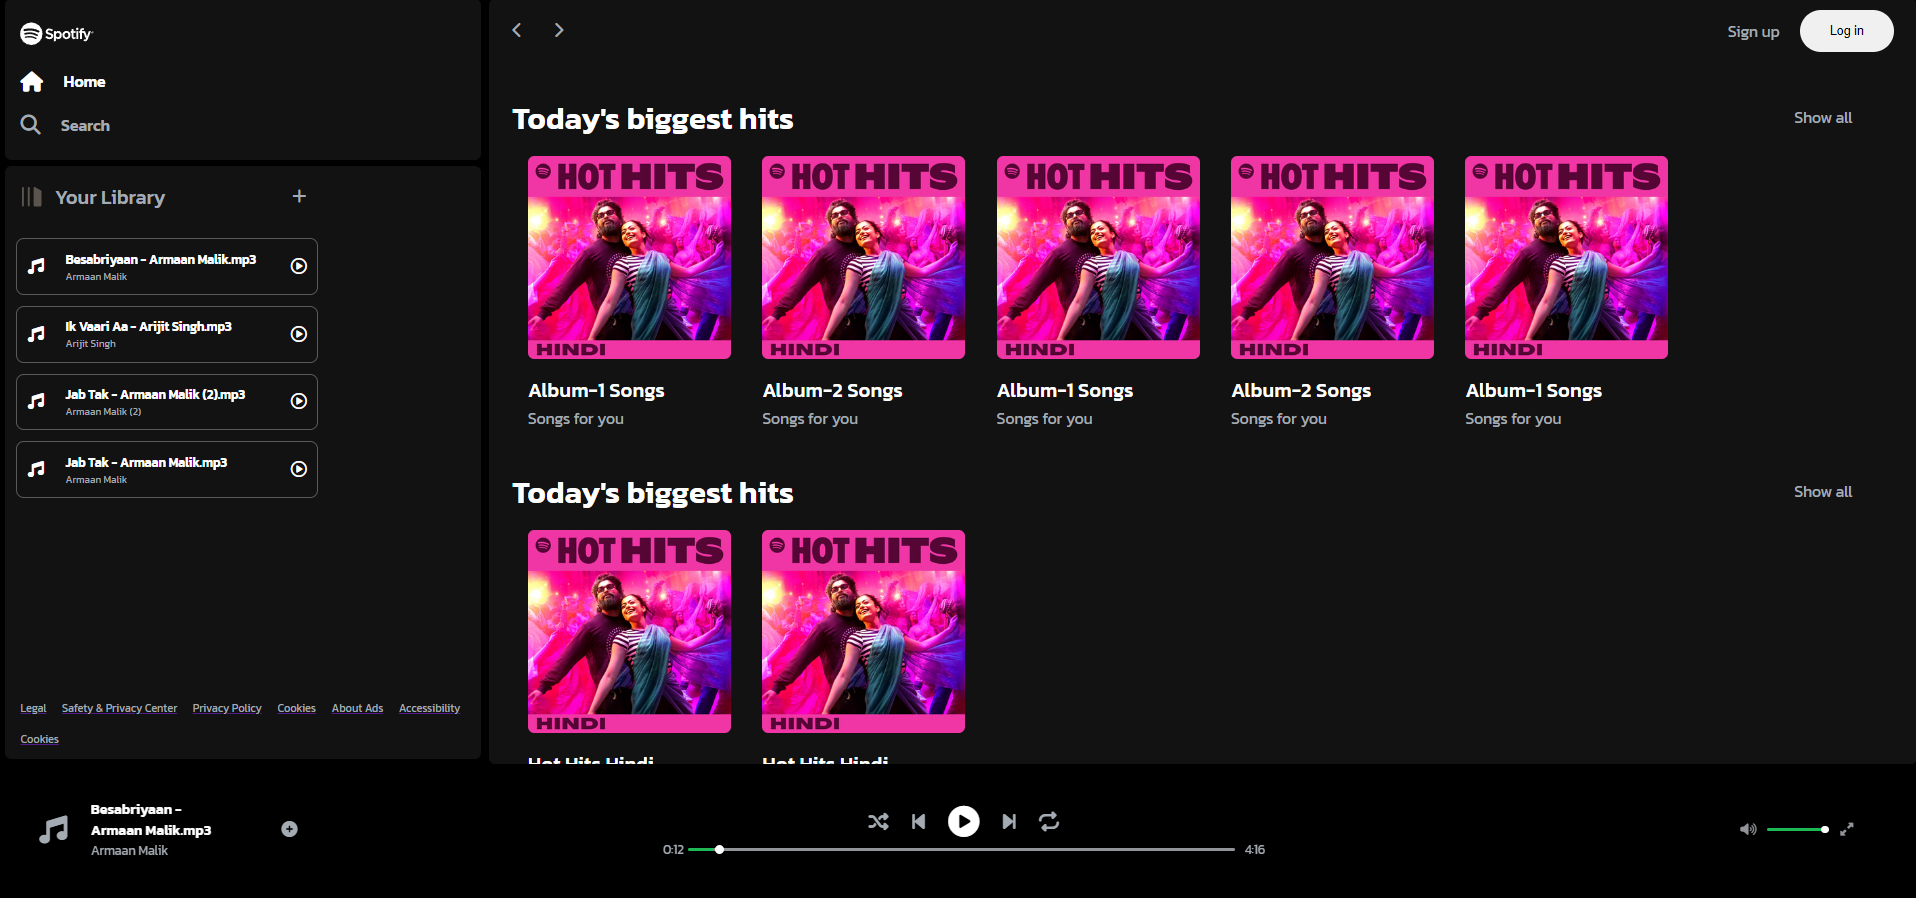 Spotify
Home
Search
Your Library
Besabriyaan - Armaan Malik.mp3
Armaan Malik
Ik Vaari Aa - Arijit Singh.mp3
Arijit Singh
Jab Tak - Armaan Malik (2).mp3
Armaan Malik (2)
Jab Tak - Armaan Malik.mp3
Armaan Malik
Legal Safety & Privacy Center Privacy Policy Cookies About Ads Accessibility
Cookies
Sign up Log in
Today's biggest hits Show all
HOT HITS HOT HITS HOT HITS HOT HITS HOT HITS
HINDI HINDI HINDI HINDI HINDI
Album-1 Songs Album-2 Songs Album-1 Songs Album-2 Songs Album-1 Songs
Songs for you Songs for you Songs for you Songs for you Songs for you
Today's biggest hits Show all
HOT HITS HOT HITS
HINDI HINDI
Hot Hits Hindi Hot Hits Hindi
Besabriyaan -
Armaan Malik.mp3
Armaan Malik
0:12 4:16